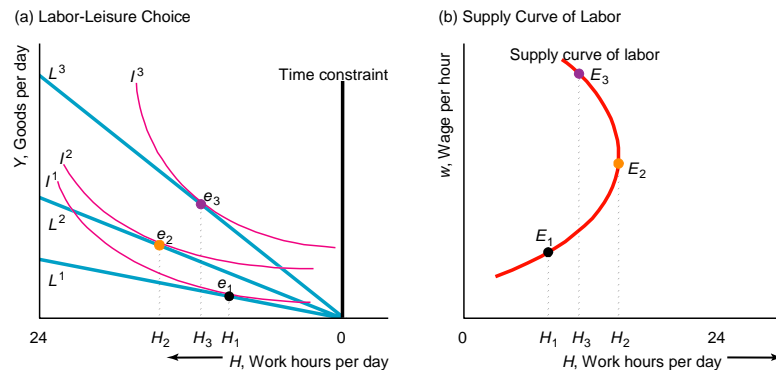 (a) Labor-Leisure Choice
Y, Goods per day
Time constraint
L³
I³
I²
I¹
L²
L¹
e₃
e₂
e₁
24
H₂
H₃
H₁
0
H, Work hours per day
(b) Supply Curve of Labor
w, Wage per hour
Supply curve of labor
E₃
E₂
E₁
0
H₁
H₃
H₂
24
H, Work hours per day